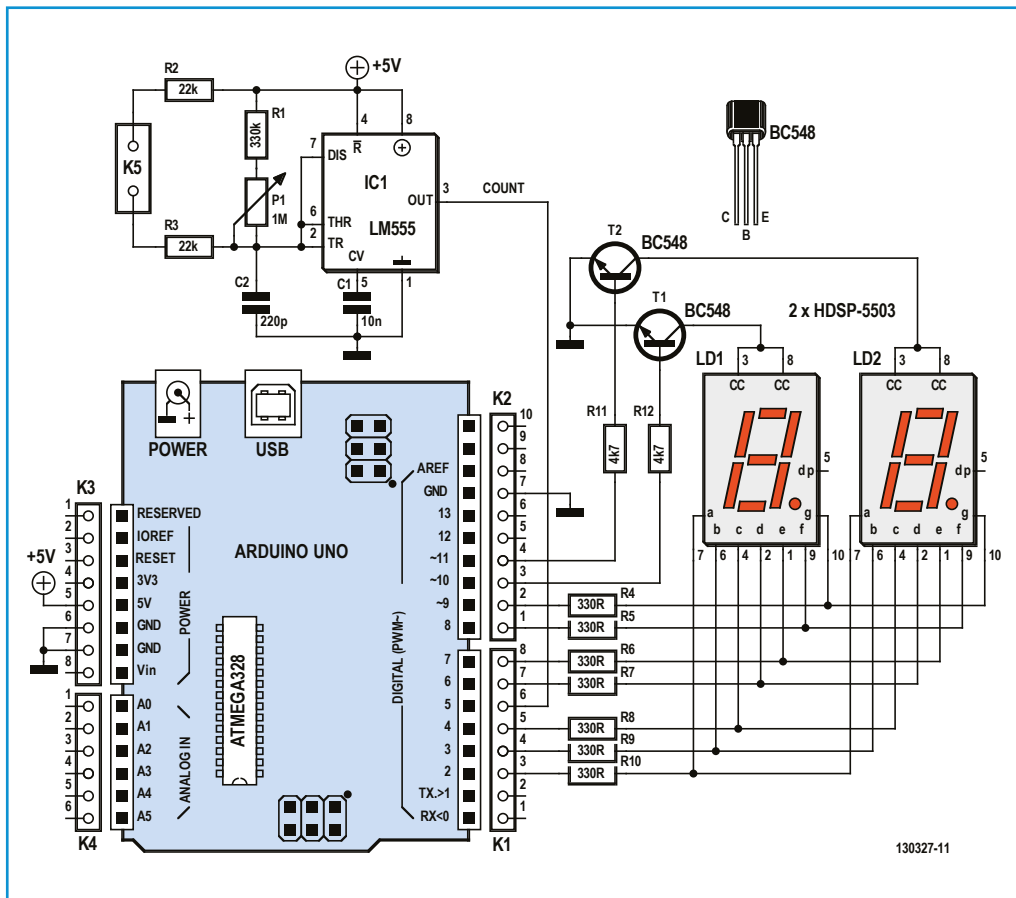 +5V
R2
22k
R1
330k
4
8
R
7
DIS
K5
IC1
3
COUNT
OUT
P1
1M
6
THR
2
TR
LM555
R3
22k
CV
C2
220p
C1
5
10n
1
BC548
C
B
E
T2
BC548
T1
BC548
2 x HDSP-5503
LD1
3
8
CC
CC
LD2
3
8
CC
CC
R11
4k7
R12
4k7
dp
5
a
b
c
d
e
f
g
7
6
4
2
1
9
10
dp
5
a
b
c
d
e
f
g
7
6
4
2
1
9
10
POWER
USB
K2
10
9
8
7
6
5
4
3
2
1
AREF
GND
13
12
~11
~10
~9
8
K3
1
2
3
4
5
6
7
8
+5V
RESERVED
IOREF
RESET
3V3
5V
GND
GND
Vin
POWER
ARDUINO UNO
ATMEGA328
DIGITAL (PWM~)
7
6
5
4
3
2
TX.>1
RX<0
8
7
6
5
4
3
2
1
K1
1
2
3
4
5
6
K4
A0
A1
A2
A3
A4
A5
ANALOG IN
330R
R4
330R
R5
330R
R6
330R
R7
330R
R8
330R
R9
330R
R10
130327-11